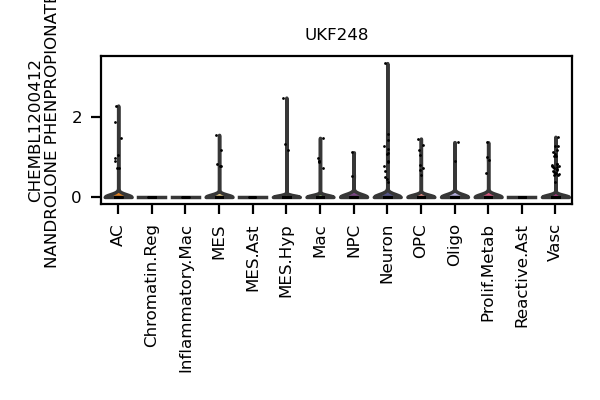 UKF248
CHEMBL1200412
NANDROLONE PHENPROPIONATE
2
0
AC
Chromatin.Reg
Inflammatory.Mac
MES
MES.Ast
MES.Hyp
Mac
NPC
Neuron
OPC
Oligo
Prolif.Metab
Reactive.Ast
Vasc